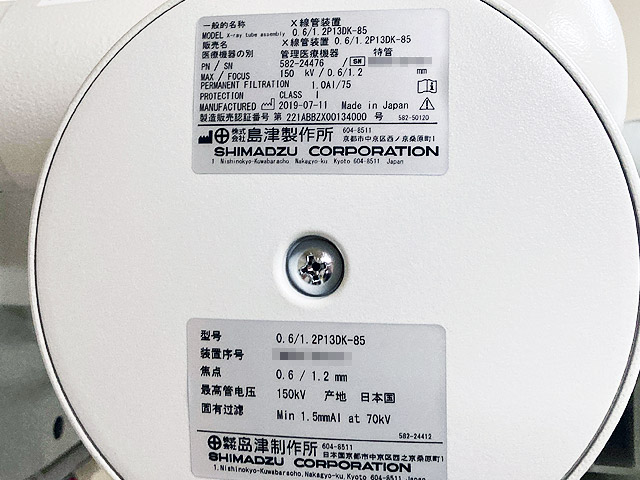 一般的名称 X線管装置
MODEL X-ray tube assembly 0.6/1.2P13DK-85
販売名 X線管装置 0.6/1.2P13DK-85
医療機器の別 管理医療機器 特管
PN / SN 582-24476 / SN
MAX / FOCUS 150 kV / 0.6/1.2 mm
PERMANENT FILTRATION 1.0Al/75
PROTECTION CLASS I
MANUFACTURED 2019-07-11 Made in Japan
製造販売認証番号 第 221ABBZX00134000 号 582-50120
株式会社 島津製作所 604-8511
京都市中京区西ノ京桑原町1
SHIMADZU CORPORATION
1 Nishinokyo-Kuwabaracho, Nakagyo-ku, Kyoto 604-8511 Japan
型号 0.6/1.2P13DK-85
装置序号
焦点 0.6 / 1.2 mm
最高管电压 150kV 产地 日本国
固有过滤 Min 1.5mmAl at 70kV
582-24412
株式会社 岛津制作所 604-8511
日本国京都市中京区西之京桑原町1
SHIMADZU CORPORATION
1, Nishinokyo-Kuwabaracho, Nakagyo-ku, Kyoto 604-8511, Japan